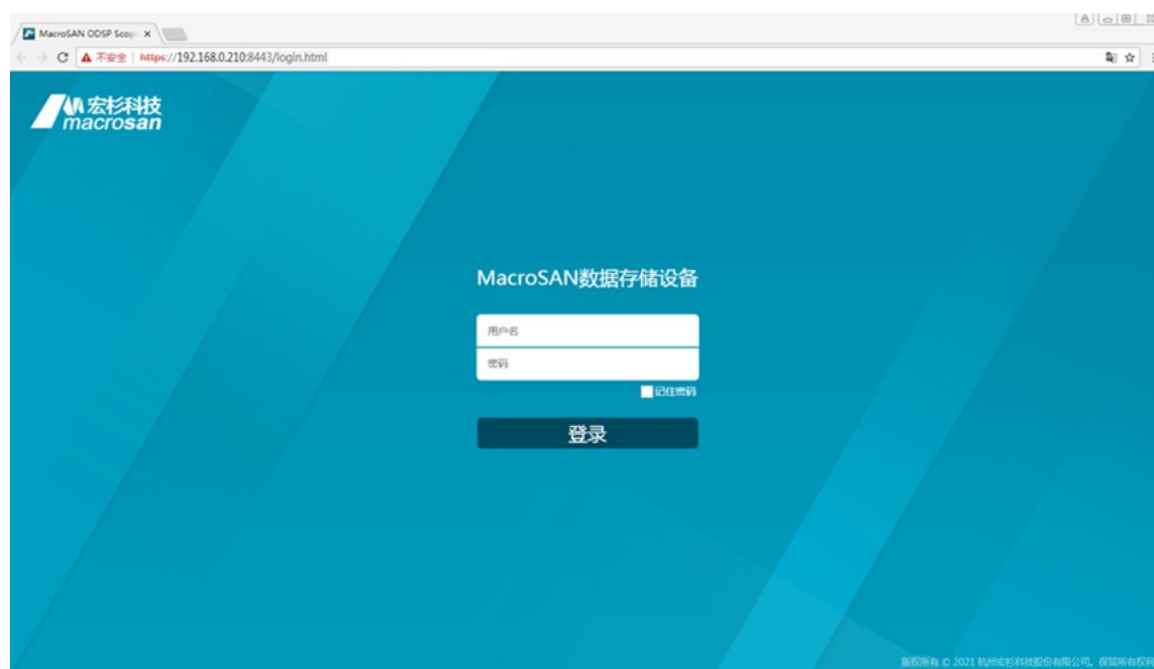 MacroSAN ODSP Scop
不安全 | https://192.168.0.210:8443/login.html
宏杉科技
macrosan
MacroSAN数据存储设备
用户名
密码
记住密码
登录
版权所有 © 2021 杭州宏杉科技股份有限公司。保留所有权利